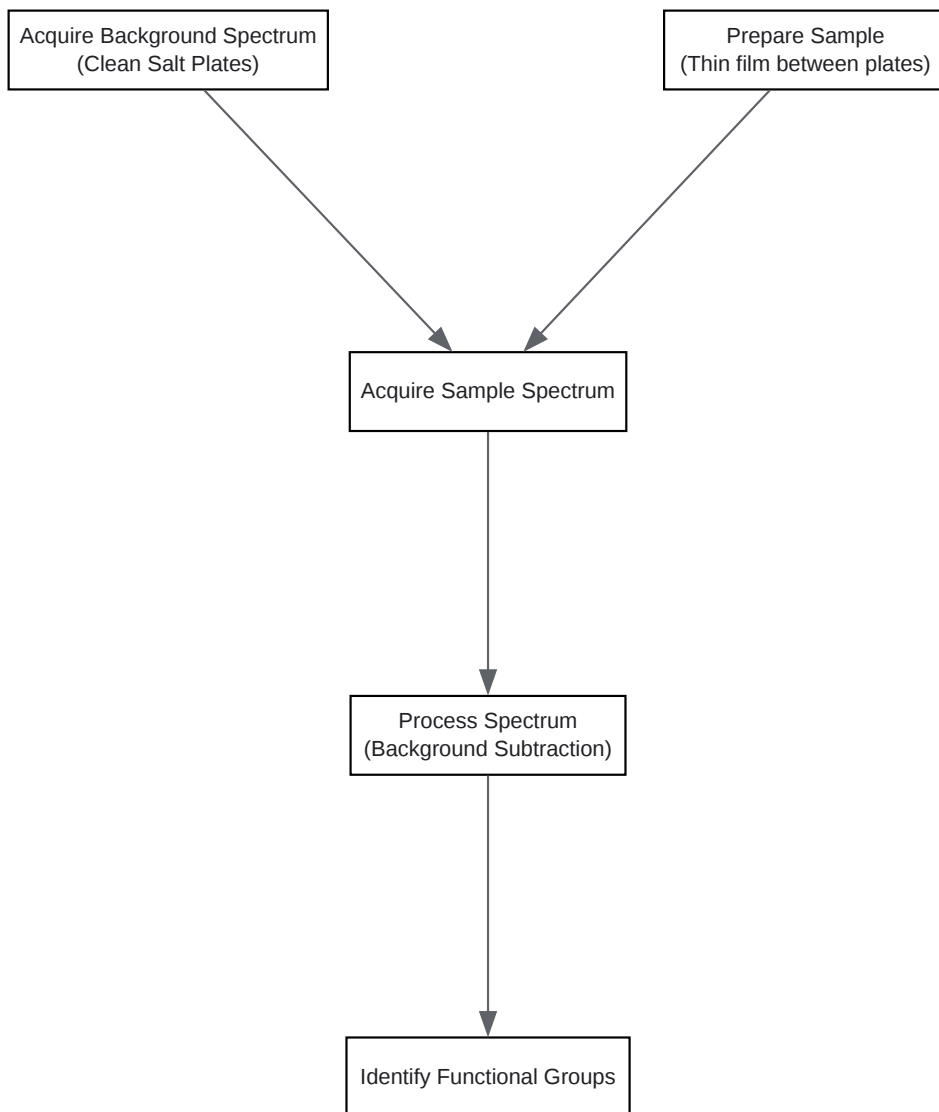 Acquire Background Spectrum
(Clean Salt Plates)
Prepare Sample
(Thin film between plates)
Acquire Sample Spectrum
Process Spectrum
(Background Subtraction)
Identify Functional Groups